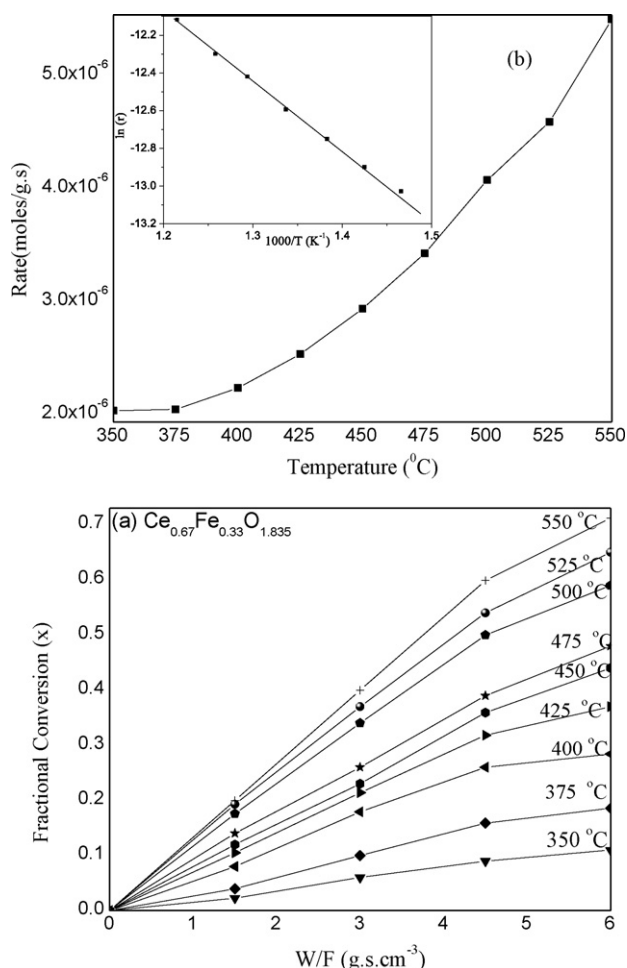 -12.2
-12.4
-12.6
-12.8
-13.0
-13.2
ln (r)
1.2 1.3 1.4 1.5
1000/T (K⁻¹)
(b)
5.0x10⁻⁶
4.0x10⁻⁶
3.0x10⁻⁶
2.0x10⁻⁶
Rate(moles/g.s)
350 375 400 425 450 475 500 525 550
Temperature (⁰C)
(a) Ce₀.₆₇Fe₀.₃₃O₁.₈₃₅
0.7
0.6
0.5
0.4
0.3
0.2
0.1
0.0
Fractional Conversion (x)
550 °C
525 °C
500 °C
475 °C
450 °C
425 °C
400 °C
375 °C
350 °C
0 1 2 3 4 5 6
W/F (g.s.cm⁻³)